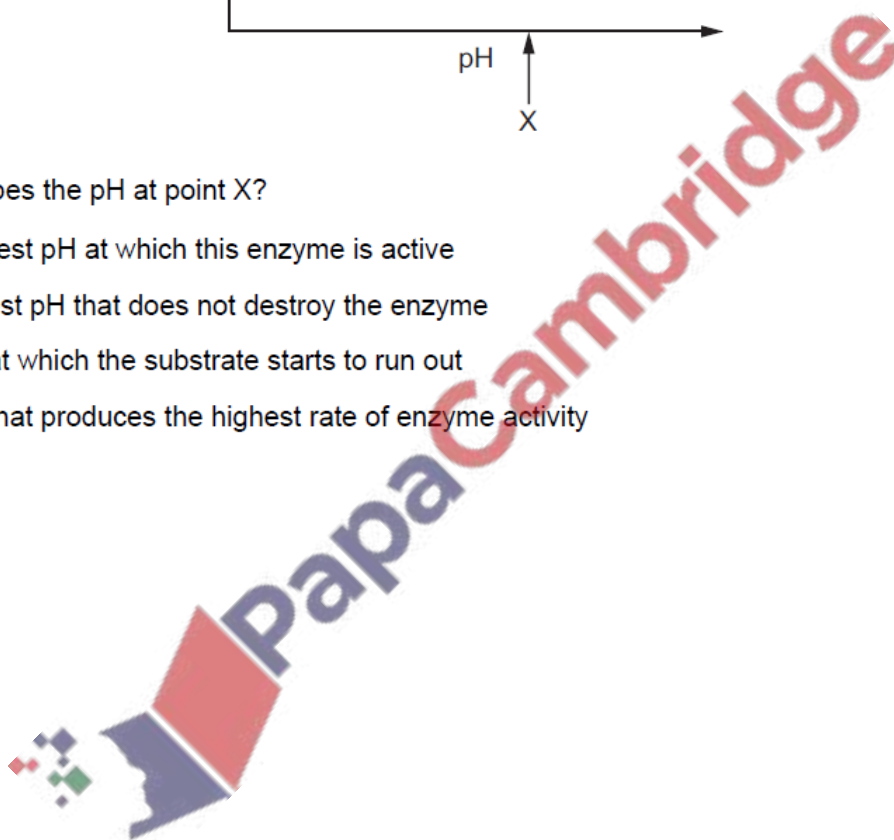 pH
X
oes the pH at point X?
est pH at which this enzyme is active
st pH that does not destroy the enzyme
t which the substrate starts to run out
hat produces the highest rate of enzyme activity
PapaCambridge